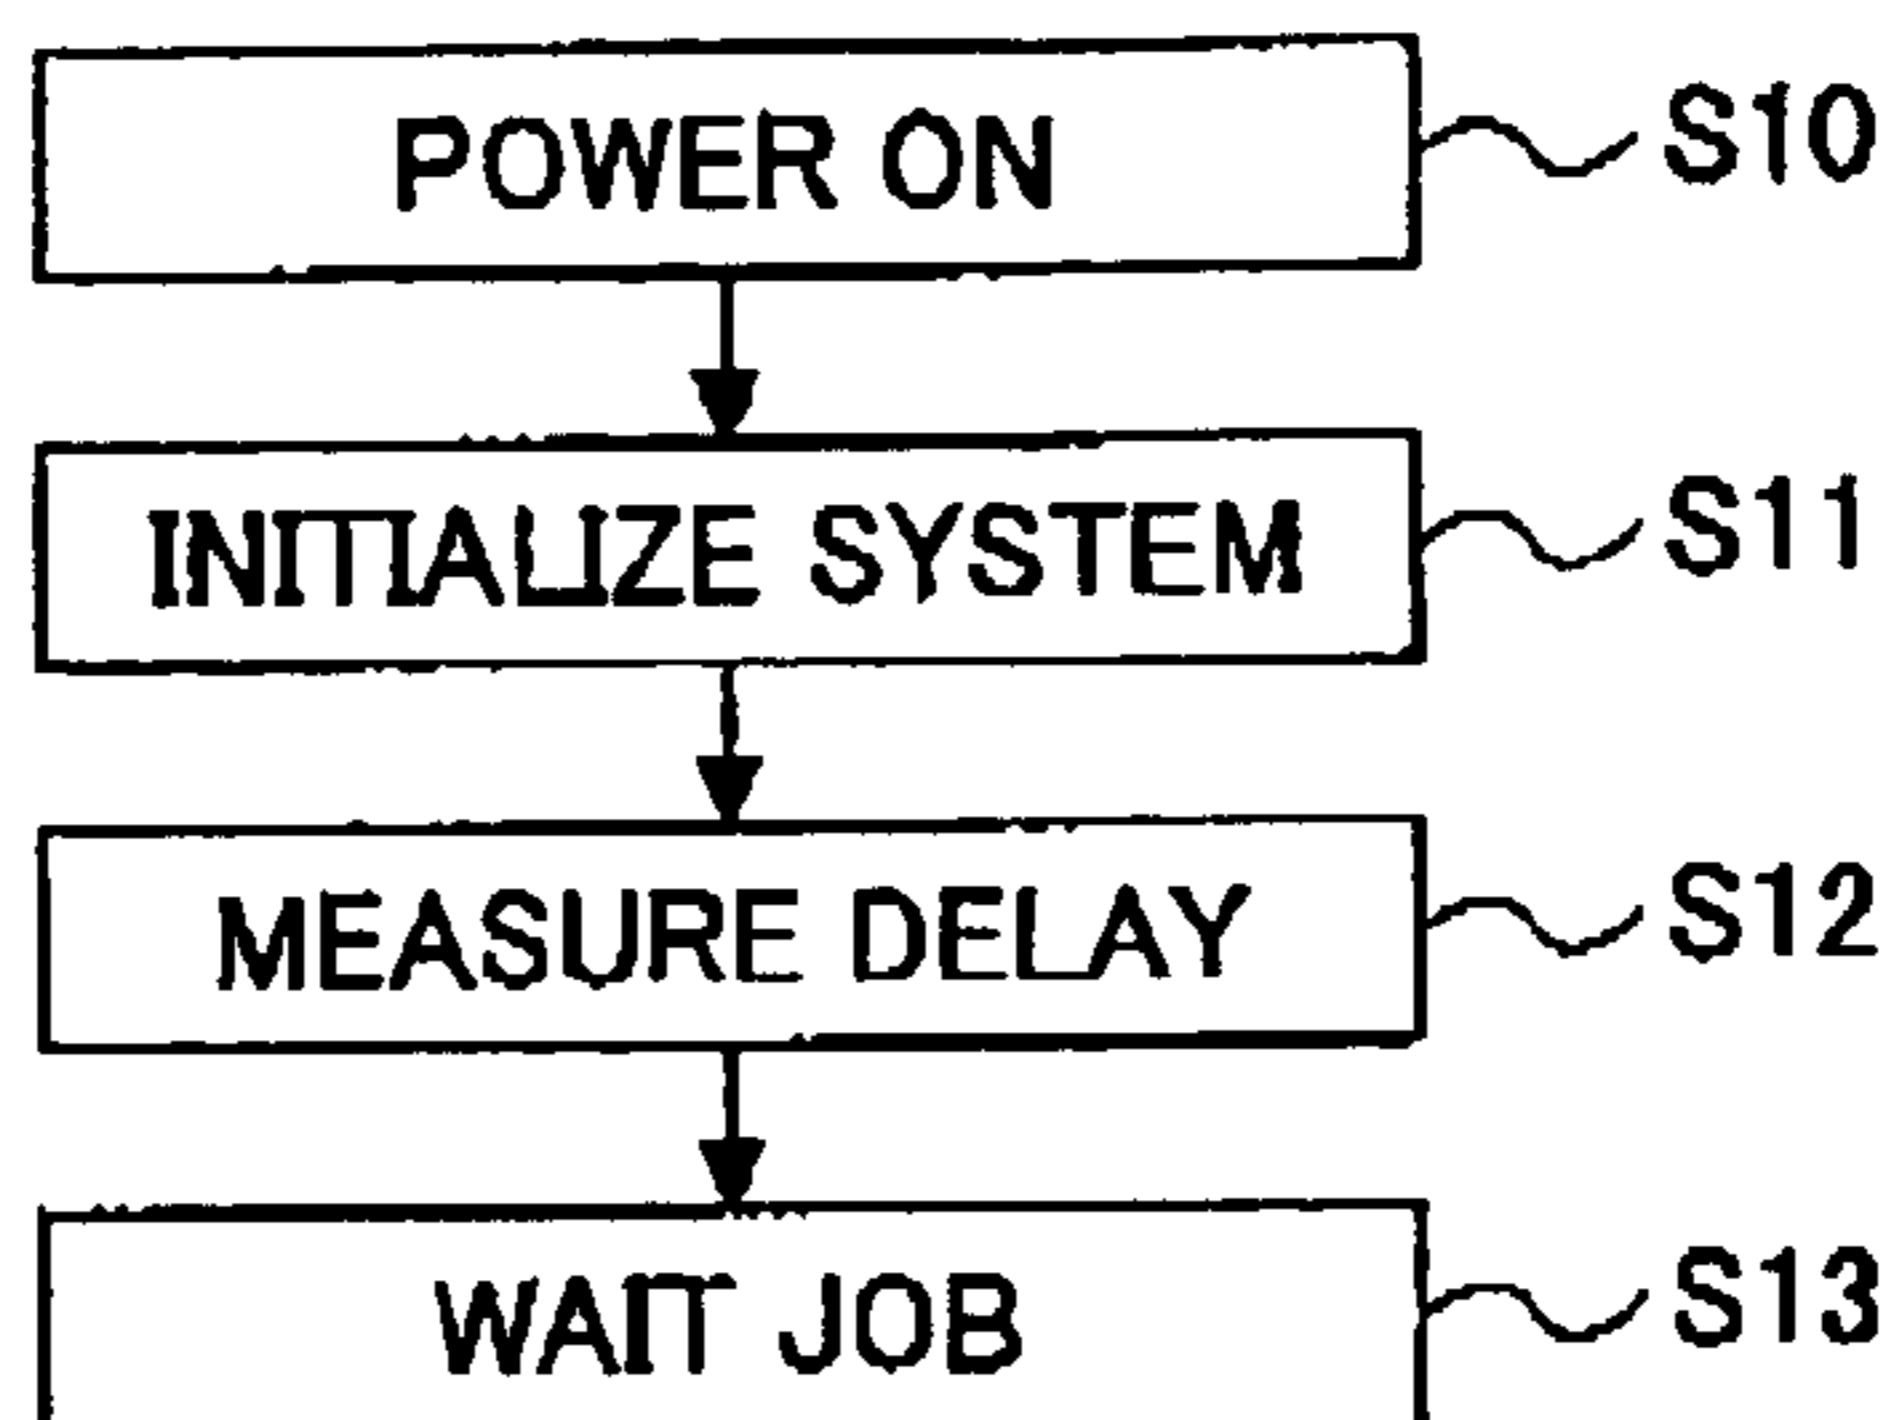 POWER ON S10
INITIALIZE SYSTEM S11
MEASURE DELAY S12
WAIT JOB S13